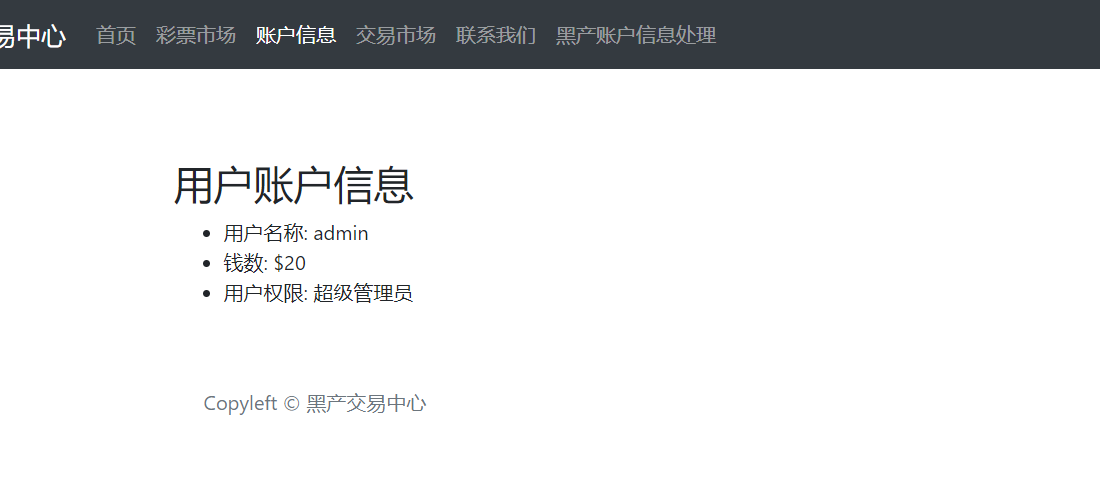 易中心 首页 彩票市场 账户信息 交易市场 联系我们 黑产账户信息处理
用户账户信息
用户名称: admin
钱数: $20
用户权限: 超级管理员
Copyleft © 黑产交易中心